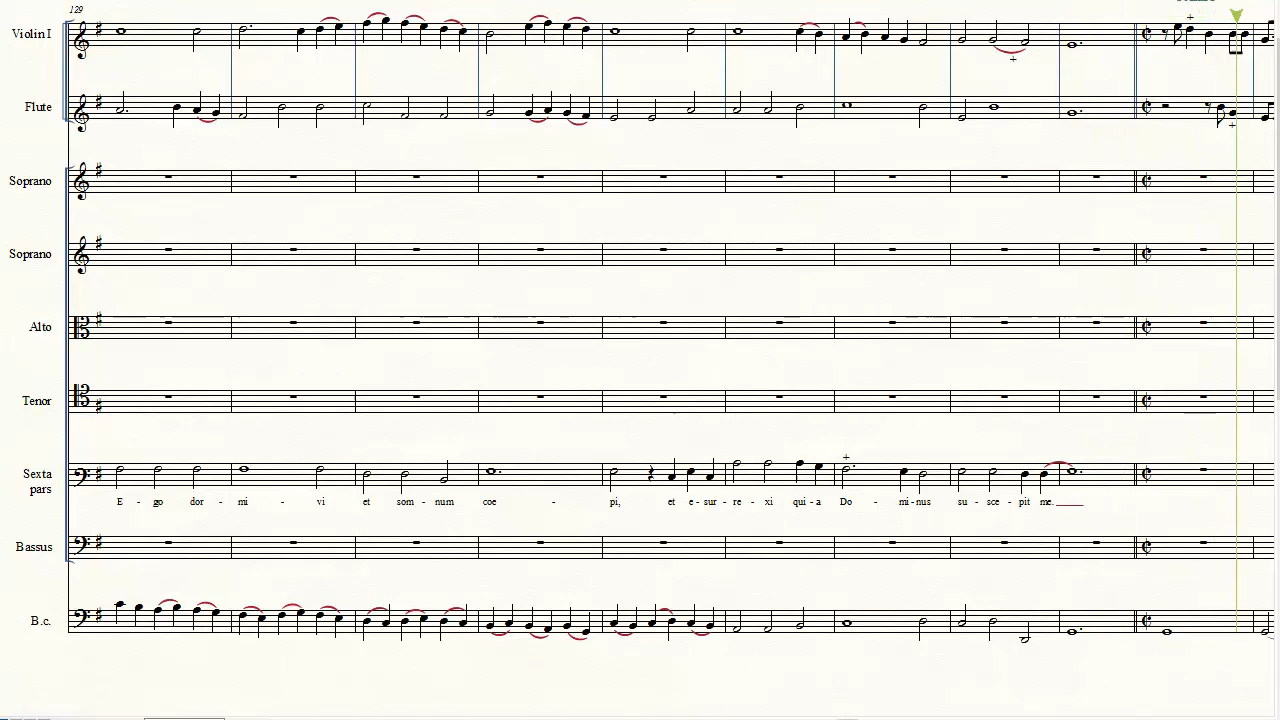 129
Violin I
Flute
Soprano
Soprano
Alto
Tenor
Sexta
pars
E - go dor - mi - vi et som - num coe - pi, et e - sur - re - xi qui - a Do - mi - nus su - sce - pit me.
Bassus
B.c.